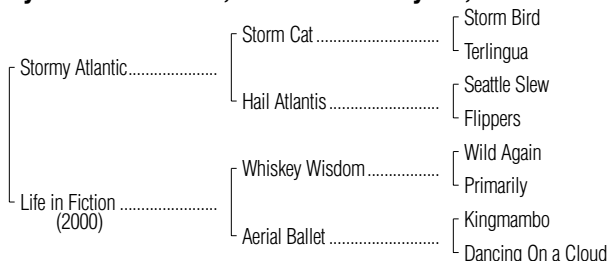 Storm Bird
Storm Cat
Terlingua
Stormy Atlantic
Seattle Slew
Hail Atlantis
Flippers
Wild Again
Whiskey Wisdom
Primarily
Life in Fiction
(2000)
Kingmambo
Aerial Ballet
Dancing On a Cloud